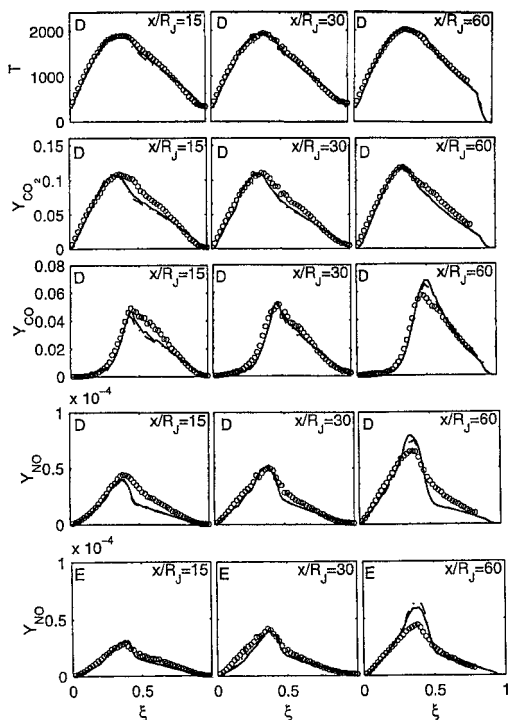 D x/R_J=15 D x/R_J=30 D x/R_J=60
2000
1000
0
T
D x/R_J=15 D x/R_J=30 D x/R_J=60
0.16
0.1
0.05
0
Y_CO_2
D x/R_J=15 D x/R_J=30 D x/R_J=60
0.08
0.06
0.04
0.02
0
Y_CO
x 10^-4
D x/R_J=15 D x/R_J=30 D x/R_J=60
1
0.5
0
Y_NO
x 10^-4
E x/R_J=15 E x/R_J=30 E x/R_J=60
1
0.5
0
Y_NO
0 0.5 0 0.5 0 0.5 1
ξ ξ ξ